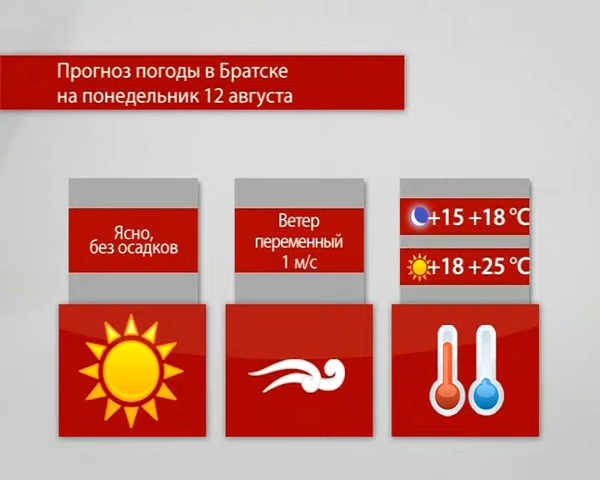 Прогноз погоды в Братске
на понедельник 12 августа
Ясно,
без осадков
Ветер
переменный
1 м/с
+15 +18 °C
+18 +25 °C